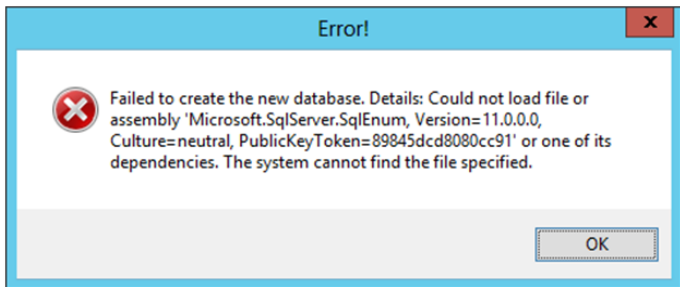 Error!
x
Failed to create the new database. Details: Could not load file or
assembly 'Microsoft.SqlServer.SqlEnum, Version=11.0.0.0,
Culture=neutral, PublicKeyToken=89845dcd8080cc91' or one of its
dependencies. The system cannot find the file specified.
OK